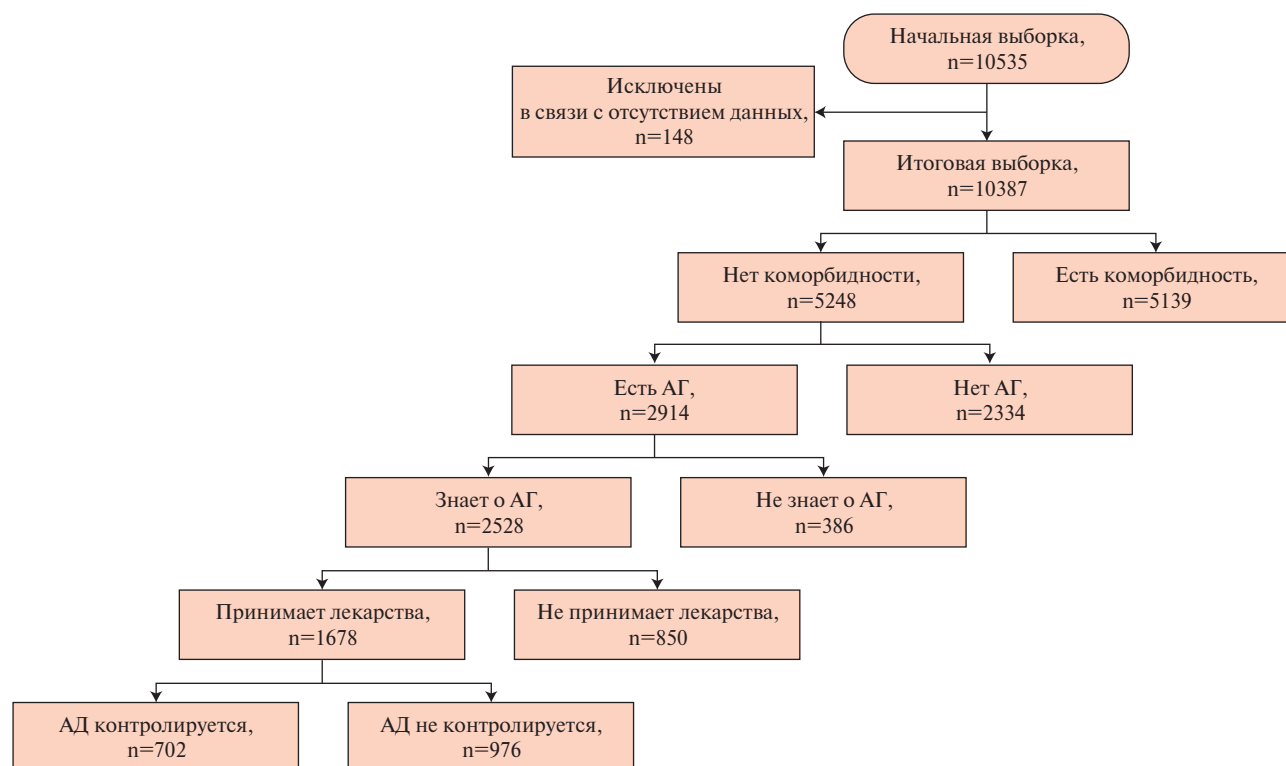 Начальная выборка,
n=10535
Исключены
в связи с отсутствием данных,
n=148
Итоговая выборка,
n=10387
Нет коморбидности,
n=5248
Есть коморбидность,
n=5139
Есть АГ,
n=2914
Нет АГ,
n=2334
Знает о АГ,
n=2528
Не знает о АГ,
n=386
Принимает лекарства,
n=1678
Не принимает лекарства,
n=850
АД контролируется,
n=702
АД не контролируется,
n=976